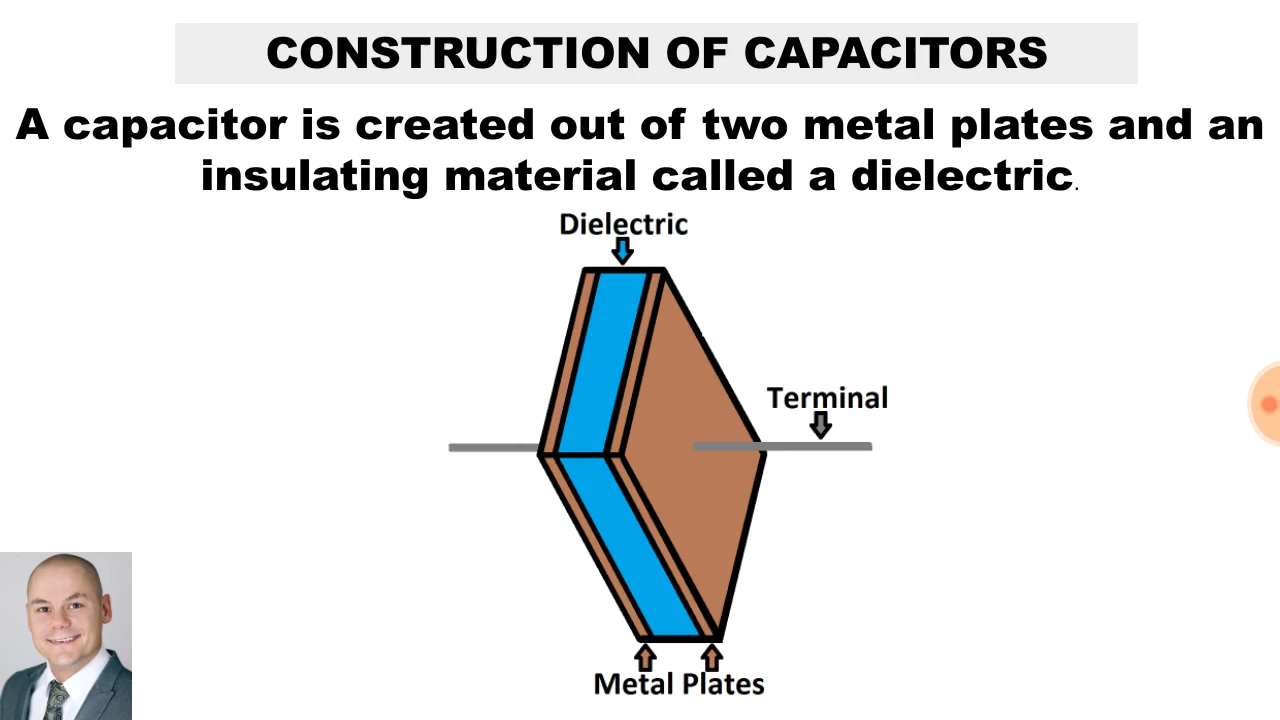 CONSTRUCTION OF CAPACITORS
A capacitor is created out of two metal plates and an
insulating material called a dielectric.
Dielectric
Terminal
Metal Plates